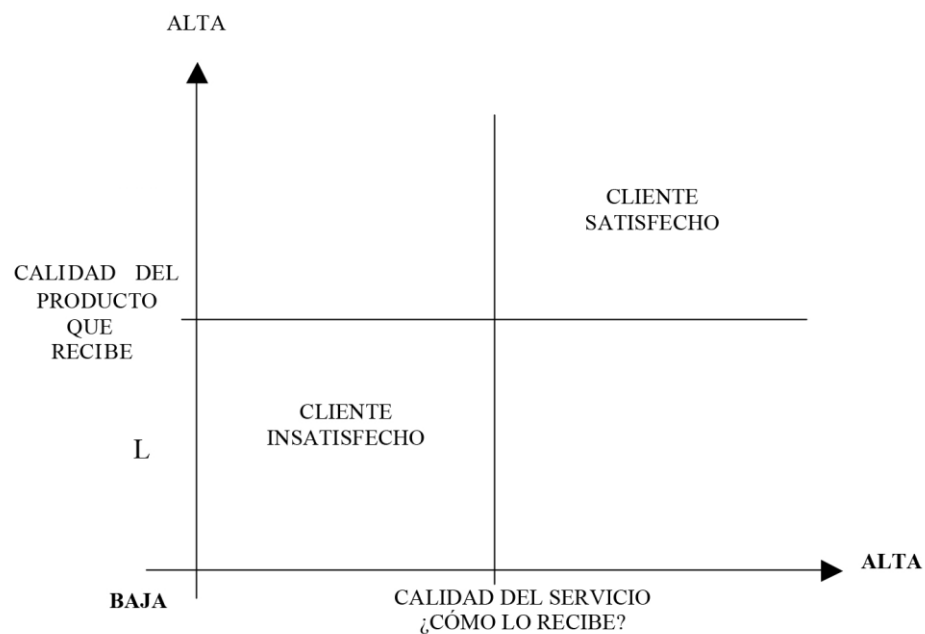 ALTA
CLIENTE
SATISFECHO
CALIDAD DEL
PRODUCTO
QUE
RECIBE
CLIENTE
INSATISFECHO
L
ALTA
BAJA
CALIDAD DEL SERVICIO
¿CÓMO LO RECIBE?